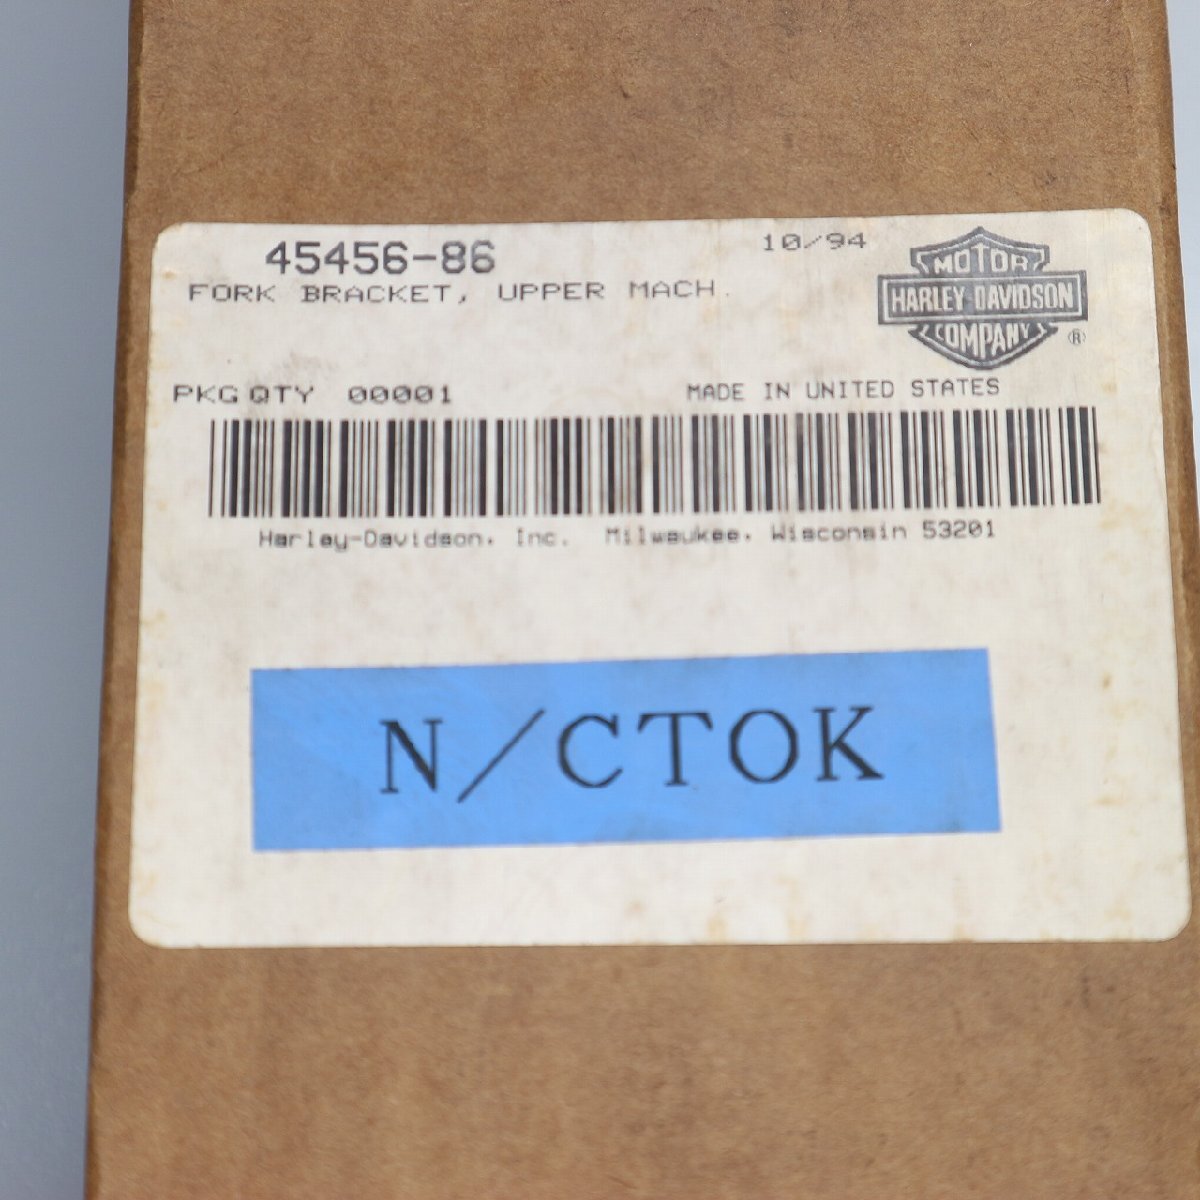 45456-86
10/94
FORK BRACKET, UPPER MACH.
MOTOR
HARLEY-DAVIDSON
COMPANY
®
PKG QTY 00001
MADE IN UNITED STATES
Harley-Davidson, Inc. Milwaukee, Wisconsin 53201
N/CTOK